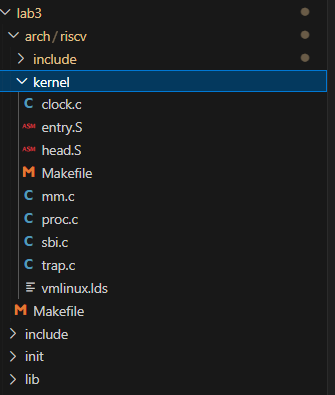 lab3
arch/riscv
include
kernel
C clock.c
ASM entry.S
ASM head.S
M Makefile
C mm.c
C proc.c
C sbi.c
C trap.c
vmlinux.lds
M Makefile
include
init
lib